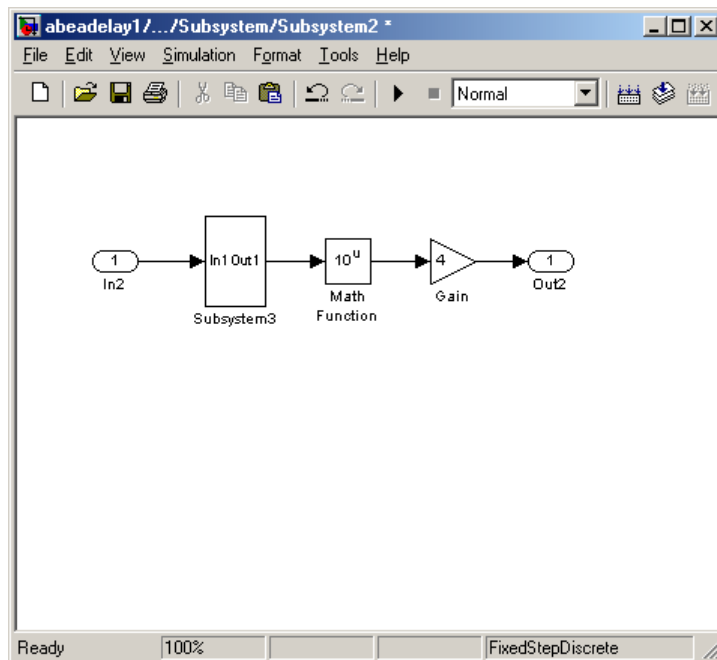 abeadelay1/.../Subsystem/Subsystem2 *
File Edit View Simulation Format Tools Help
Normal
1 In1 Out1 10^u 4 1
In2 Math Gain Out2
Subsystem3 Function
Ready 100% FixedStepDiscrete